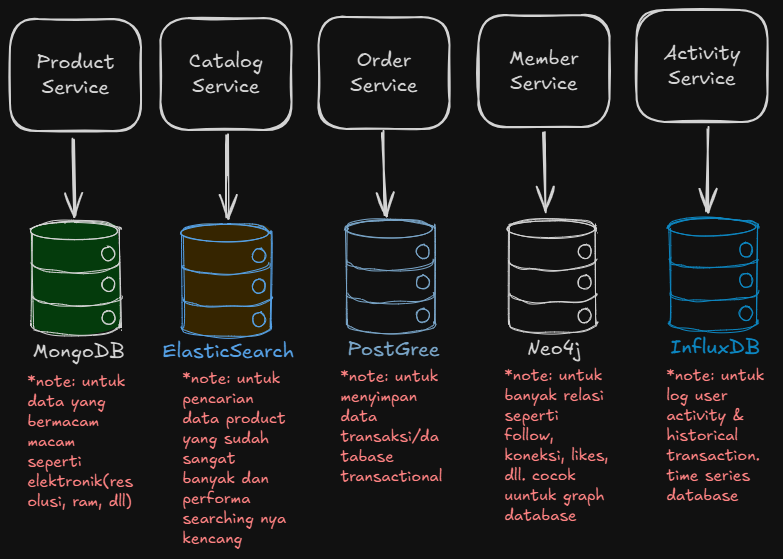 Product
Service
Catalog
Service
Order
Service
Member
Service
Activity
Service
MongoDB
ElasticSearch
PostGree
Neo4j
InfluxDB
*note: untuk
data yang
bermacam
macam
seperti
elektronik(res
olusi, ram, dll)
*note: untuk
pencarian
data product
yang sudah
sangat
banyak dan
performa
searching nya
kencang
*note: untuk
menyimpan
data
transaksi/da
tabase
transactional
*note: untuk
banyak relasi
seperti
follow,
koneksi, likes,
dll. cocok
uuntuk graph
database
*note: untuk
log user
activity &
historical
transaction.
time series
database